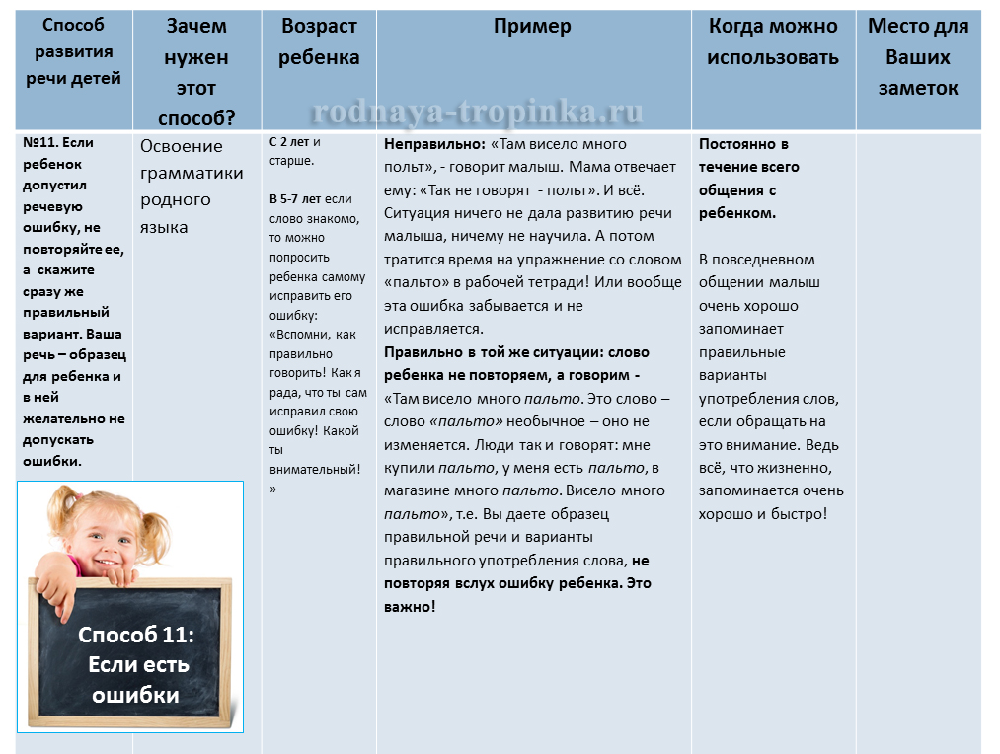 Способ
развития
речи детей
Зачем
нужен
этот
способ?
Возраст
ребенка
Пример
Когда можно
использовать
Место для
Ваших
заметок
rodnaya-tropinka.ru
№11. Если
ребенок
допустил
речевую
ошибку, не
повторяйте ее,
а скажите
сразу же
правильный
вариант. Ваша
речь – образец
для ребенка и
в ней
желательно не
допускать
ошибки.
Освоение
грамматики
родного
языка
С 2 лет и
старше.
В 5-7 лет если
слово знакомо,
то можно
попросить
ребенка самому
исправить его
ошибку:
«Вспомни, как
правильно
говорить! Как я
рада, что ты сам
исправил свою
ошибку! Какой
ты
внимательный!
»
Неправильно: «Там висело много
польт», - говорит малыш. Мама отвечает
ему: «Так не говорят - польт». И всё.
Ситуация ничего не дала развитию речи
малыша, ничему не научила. А потом
тратится время на упражнение со словом
«пальто» в рабочей тетради! Или вообще
эта ошибка забывается и не
исправляется.
Правильно в той же ситуации: слово
ребенка не повторяем, а говорим -
«Там висело много пальто. Это слово –
слово «пальто» необычное – оно не
изменяется. Люди так и говорят: мне
купили пальто, у меня есть пальто, в
магазине много пальто. Висело много
пальто», т.е. Вы даете образец
правильной речи и варианты
правильного употребления слова, не
повторяя вслух ошибку ребенка. Это
важно!
Постоянно в
течение всего
общения с
ребенком.
В повседневном
общении малыш
очень хорошо
запоминает
правильные
варианты
употребления слов,
если обращать на
это внимание. Ведь
всё, что жизненно,
запоминается очень
хорошо и быстро!
Способ 11:
Если есть
ошибки